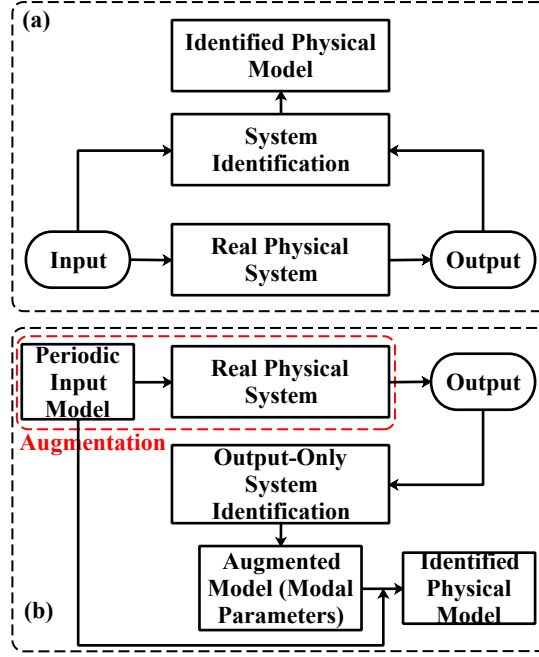 (a)
Identified Physical
Model
System
Identification
Input
Real Physical
System
Output
Periodic
Input
Model
Real Physical
System
Output
Augmentation
Output-Only
System
Identification
Augmented
Model (Modal
Parameters)
Identified
Physical
Model
(b)